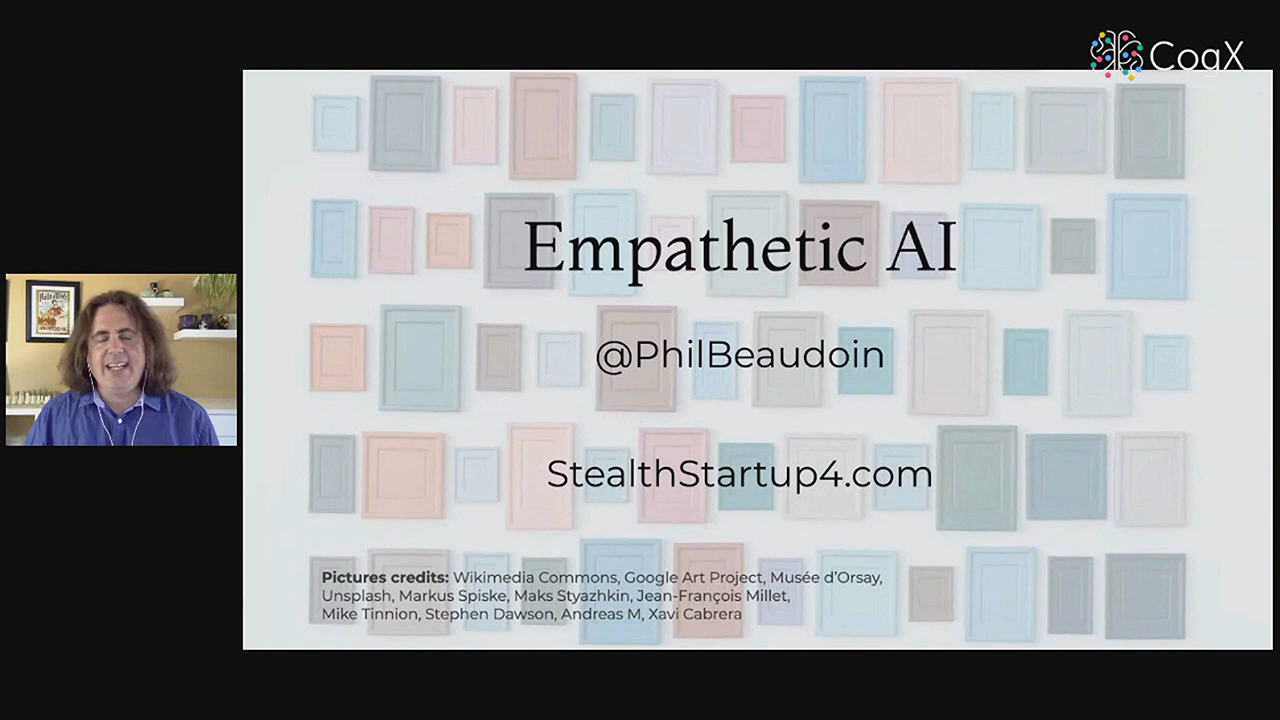 CogX
Empathetic AI
@PhilBeaudoin
StealthStartup4.com
Pictures credits: Wikimedia Commons, Google Art Project, Musée d'Orsay,
Unsplash, Markus Spiske, Maks Styazhkin, Jean-François Millet,
Mike Tinnion, Stephen Dawson, Andreas M, Xavi Cabrera